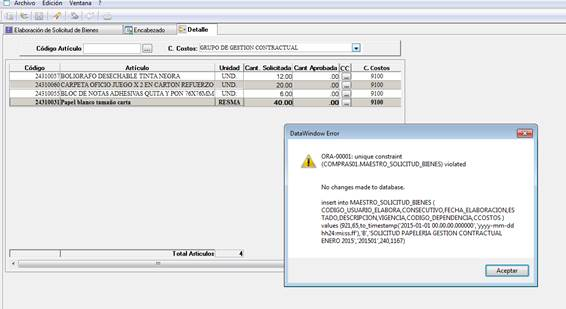 Archivo Edición Ventana ?
Elaboración de Solicitud de Bienes Encabezado Detalle
Código Artículo ... C. Costos: GRUPO DE GESTION CONTRACTUAL
Código Artículo Unidad Cant. Solicitada Cant Aprobada CC C. Costos
24310037 BOLIGRAFO DESECHABLE TINTA NEGRA UND. 12.00 .00 ... 9100
24310060 CARPETA OFICIO JUEGO X 2 EN CARTON REFUERZO UND. 20.00 .00 ... 9100
24310055 BLOC DE NOTAS ADHESIVAS QUITA Y PON 76X76MM UND. 6.00 .00 ... 9100
24310031 Papel blanco tamaño carta RESMA 40.00 .00 ... 9100
Total Artículos 4
DataWindow Error
ORA-00001: unique constraint
(COMPRAS01.MAESTRO_SOLICITUD_BIENES) violated
No changes made to database.
insert into MAESTRO_SOLICITUD_BIENES (
CODIGO_USUARIO_ELABORA,CONSECUTIVO,FECHA_ELABORACION,ES
TADO,DESCRIPCION,VIGENCIA,CODIGO_DEPENDENCIA,CCOSTOS )
values (921,65,to_timestamp('2015-01-01 00.00.00.000000','yyyy-mm-dd
hh24:mi:ss.ff'),'B','SOLICITUD PAPELERIA GESTION CONTRACTUAL
ENERO 2015','201501',240,1167)
Aceptar